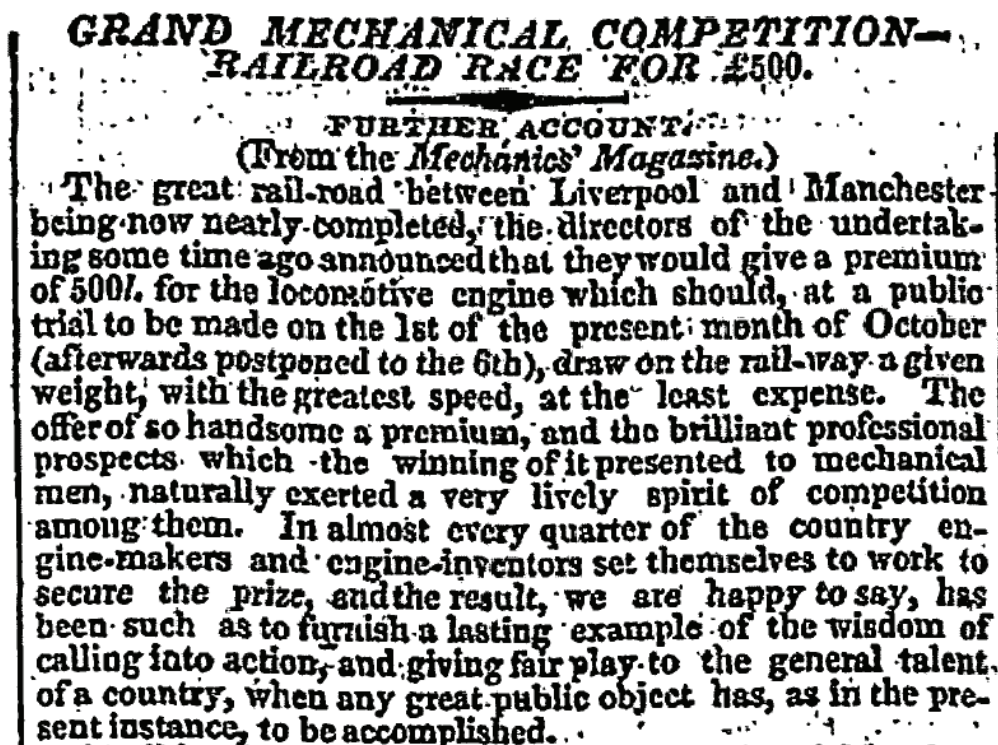 GRAND MECHANICAL COMPETITION—
RAILROAD RACE FOR £500.
FURTHER ACCOUNT.
(From the Mechanics' Magazine.)
The great rail-road between Liverpool and Manchester
being now nearly completed, the directors of the undertak-
ing some time ago announced that they would give a premium
of 500l. for the locomotive engine which should, at a public
trial to be made on the 1st of the present month of October
(afterwards postponed to the 6th), draw on the rail-way a given
weight, with the greatest speed, at the least expense. The
offer of so handsome a premium, and the brilliant professional
prospects which the winning of it presented to mechanical
men, naturally exerted a very lively spirit of competition
among them. In almost every quarter of the country en-
gine-makers and engine-inventors set themselves to work to
secure the prize, and the result, we are happy to say, has
been such as to furnish a lasting example of the wisdom of
calling into action, and giving fair play to the general talent
of a country, when any great public object has, as in the pre-
sent instance, to be accomplished.